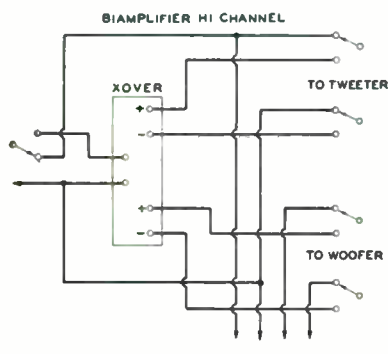 BIAMPLIFIER HI CHANNEL
XOVER
TO TWEETER
+
−
+
−
TO WOOFER